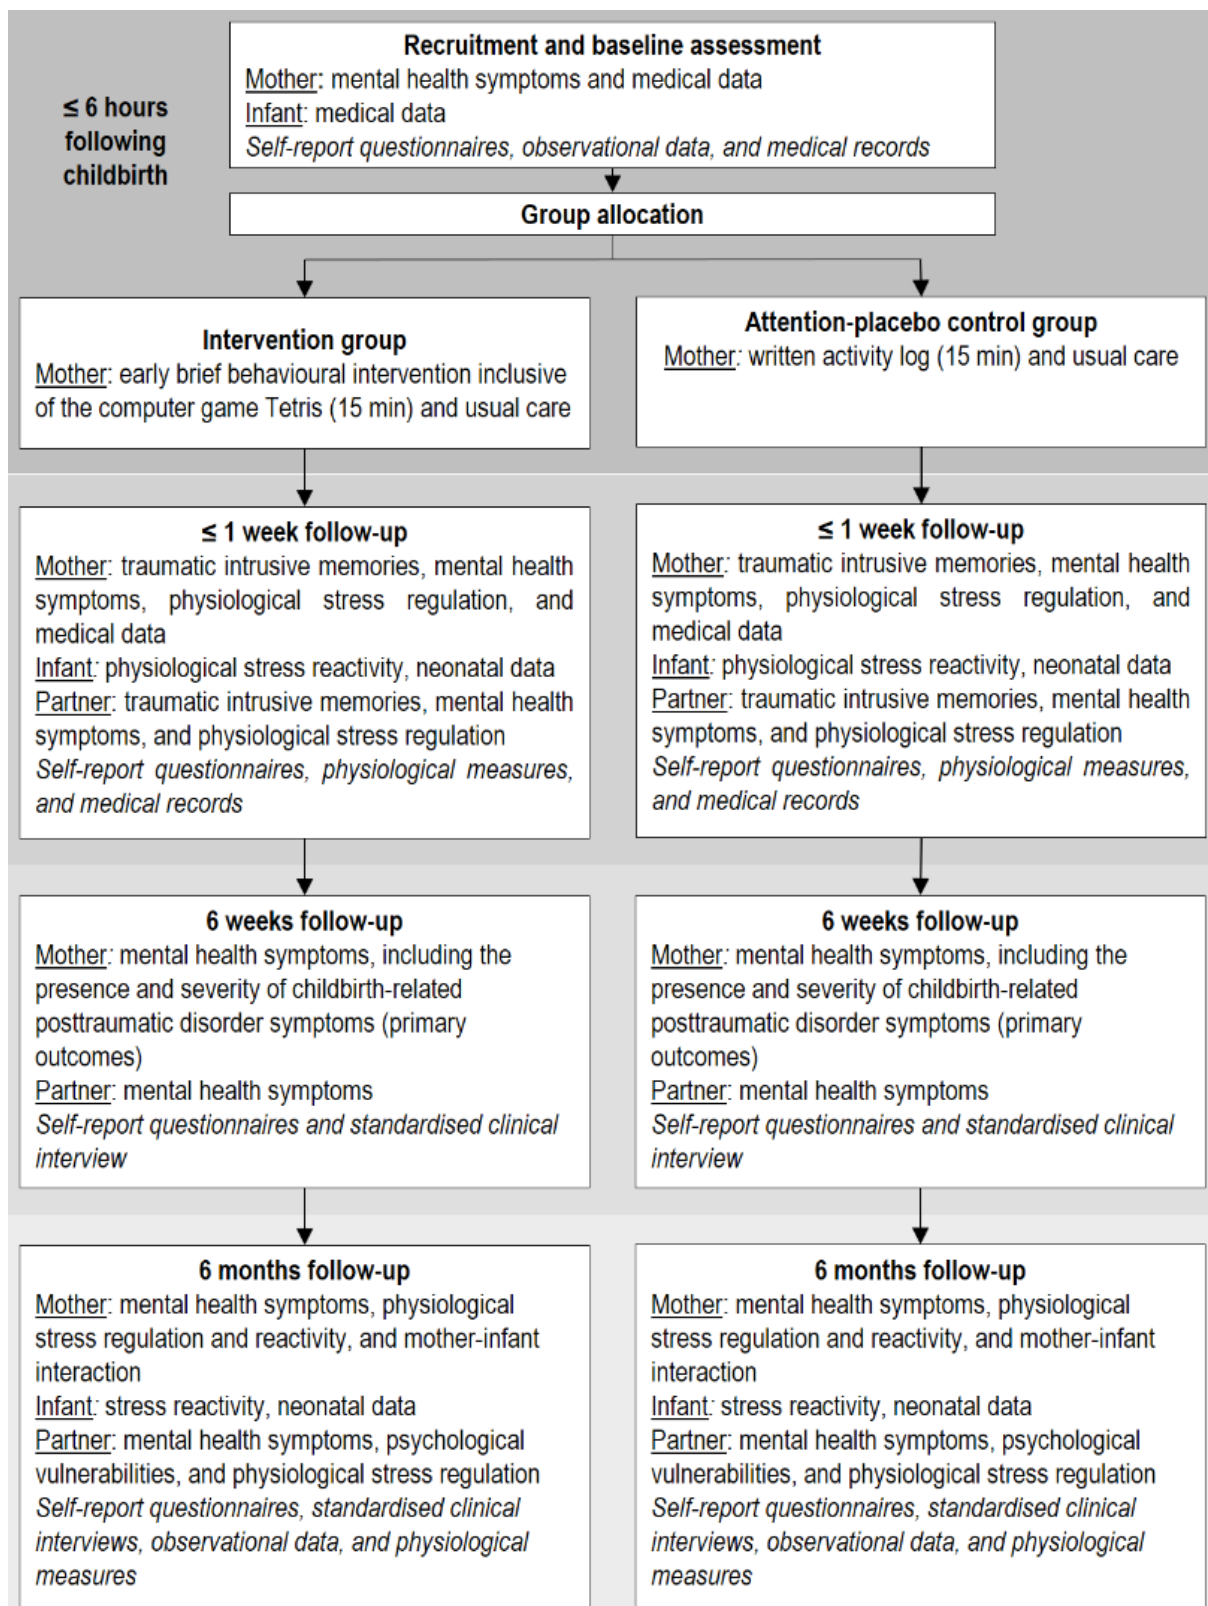 Recruitment and baseline assessment
Mother: mental health symptoms and medical data
Infant: medical data
Self-report questionnaires, observational data, and medical records
≤ 6 hours
following
childbirth
Group allocation
Intervention group
Mother: early brief behavioural intervention inclusive
of the computer game Tetris (15 min) and usual care
Attention-placebo control group
Mother: written activity log (15 min) and usual care
≤ 1 week follow-up
Mother: traumatic intrusive memories, mental health
symptoms, physiological stress regulation, and
medical data
Infant: physiological stress reactivity, neonatal data
Partner: traumatic intrusive memories, mental health
symptoms, and physiological stress regulation
Self-report questionnaires, physiological measures,
and medical records
≤ 1 week follow-up
Mother: traumatic intrusive memories, mental health
symptoms, physiological stress regulation, and
medical data
Infant: physiological stress reactivity, neonatal data
Partner: traumatic intrusive memories, mental health
symptoms, and physiological stress regulation
Self-report questionnaires, physiological measures,
and medical records
6 weeks follow-up
Mother: mental health symptoms, including the
presence and severity of childbirth-related
posttraumatic disorder symptoms (primary
outcomes)
Partner: mental health symptoms
Self-report questionnaires and standardised clinical
interview
6 weeks follow-up
Mother: mental health symptoms, including the
presence and severity of childbirth-related
posttraumatic disorder symptoms (primary
outcomes)
Partner: mental health symptoms
Self-report questionnaires and standardised clinical
interview
6 months follow-up
Mother: mental health symptoms, physiological
stress regulation and reactivity, and mother-infant
interaction
Infant: stress reactivity, neonatal data
Partner: mental health symptoms, psychological
vulnerabilities, and physiological stress regulation
Self-report questionnaires, standardised clinical
interviews, observational data, and physiological
measures
6 months follow-up
Mother: mental health symptoms, physiological
stress regulation and reactivity, and mother-infant
interaction
Infant: stress reactivity, neonatal data
Partner: mental health symptoms, psychological
vulnerabilities, and physiological stress regulation
Self-report questionnaires, standardised clinical
interviews, observational data, and physiological
measures